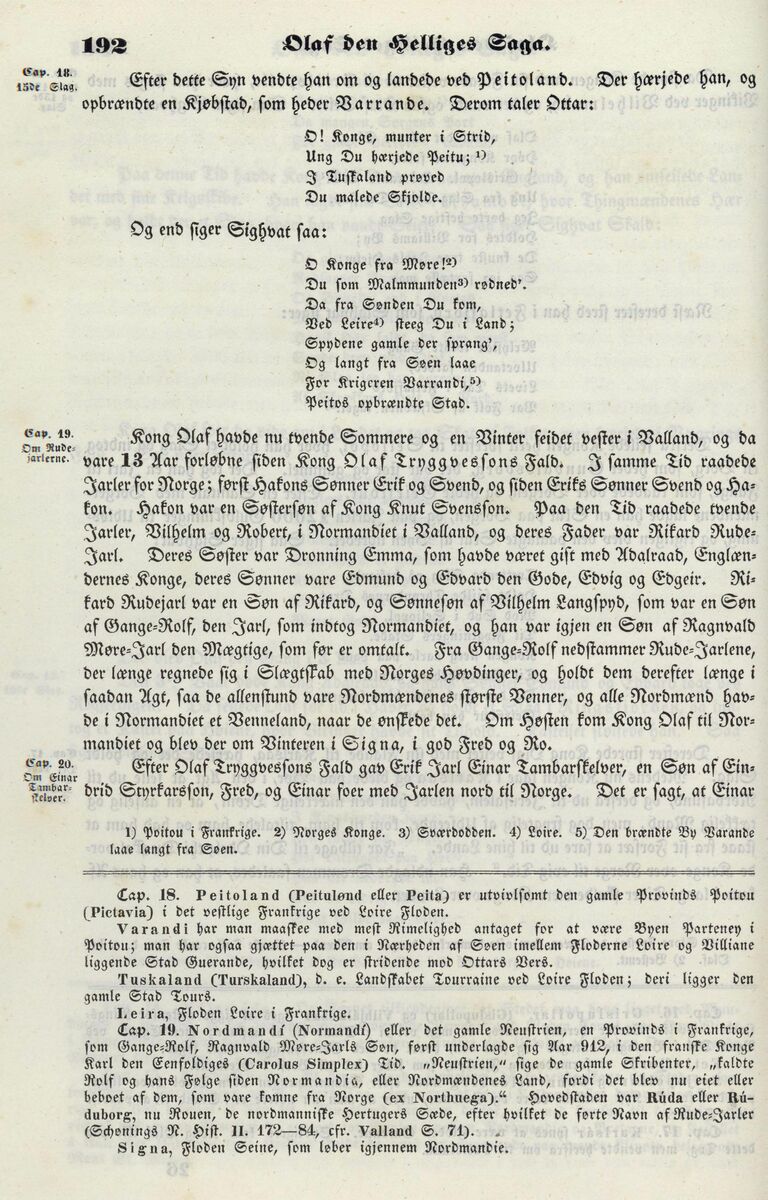 192 Olaf den Helliges Saga.
Cap. 18.
15de Slag.
Efter dette Syn vendte han om og landede ved Peitoland. Der hærjede han, og
opbrændte en Kjøbstad, som heder Varrande. Derom taler Ottar:
O! Konge, munter i Strid,
Ung Du hærjede Peitu; ¹)
I Tuskaland prøved
Du malede Skjolde.
Og end siger Sighvat saa:
O Konge fra Møre!²)
Du som Malmmunden³) rødned'.
Da fra Sønden Du kom,
Ved Leire⁴) steeg Du i Land;
Spydene gamle der sprang',
Og langt fra Søen laae
For Krigeren Varrandi,⁵)
Peitos opbrændte Stad.
Cap. 19.
Om Rude-
jarlerne.
Kong Olaf havde nu tvende Sommere og en Vinter feidet vester i Valland, og da
vare 13 Aar forløbne siden Kong Olaf Tryggvessons Fald. I samme Tid raadede
Jarler for Norge; først Hakons Sønner Erik og Svend, og siden Eriks Sønner Svend og Ha-
kon. Hakon var en Søstersøn af Kong Knut Svensson. Paa den Tid raadede tvende
Jarler, Vilhelm og Robert, i Normandiet i Valland, og deres Fader var Rikard Rude-
Jarl. Deres Søster var Dronning Emma, som havde været gift med Adalraad, Englæn-
dernes Konge, deres Sønner vare Edmund og Edvard den Gode, Edvig og Edgeir. Ri-
kard Rudejarl var en Søn af Rikard, og Sønnesøn af Vilhelm Langspyd, som var en Søn
af Gange-Rolf, den Jarl, som indtog Normandiet, og han var igjen en Søn af Ragnvald
Møre-Jarl den Mægtige, som før er omtalt. Fra Gange-Rolf nedstammer Rude-Jarlene,
der længe regnede sig i Slægtskab med Norges Høvdinger, og holdt dem derefter længe i
saadan Agt, saa de allenstund vare Nordmændenes største Venner, og alle Nordmænd hav-
de i Normandiet et Venneland, naar de ønskede det. Om Høsten kom Kong Olaf til Nor-
mandiet og blev der om Vinteren i Signa, i god Fred og Ro.
Cap. 20.
Om Einar
Tambar-
skelver.
Efter Olaf Tryggvessons Fald gav Erik Jarl Einar Tambarskelver, en Søn af Ein-
drid Styrkarsson, Fred, og Einar foer med Jarlen nord til Norge. Det er sagt, at Einar
1) Poitou i Frankrige. 2) Norges Konge. 3) Sværdodden. 4) Loire. 5) Den brændte By Varande
laae langt fra Søen.
Cap. 18. Peitoland (Peitulønd eller Peita) er utvivlsomt den gamle Provinds Poitou
(Pictavia) i det vestlige Frankrige ved Loire Floden.
Varandi har man maaskee med mest Rimelighed antaget for at være Byen Parteney i
Poitou; man har ogsaa gjættet paa den i Nærheden af Søen imellem Floderne Loire og Villiane
liggende Stad Guerande, hvilket dog er stridende mod Ottars Vers.
Tuskaland (Turskaland), d. e. Landskabet Tourraine ved Loire Floden; deri ligger den
gamle Stad Tours.
Leira, Floden Loire i Frankrige.
Cap. 19. Nordmandí (Normandí) eller det gamle Neustrien, en Provinds i Frankrige,
som Gange-Rolf, Ragnvald Møre-Jarls Søn, først underlagde sig Aar 912, i den franske Konge
Karl den Eenfoldiges (Carolus Simplex) Tid. „Neustrien,“ sige de gamle Skribenter, „kaldte
Rolf og hans Følge siden Normandia, eller Nordmændenes Land, fordi det blev nu eiet eller
beboet af dem, som vare komne fra Norge (ex Northuega).“ Hovedstaden var Rúda eller Rú-
duborg, nu Rouen, de nordmanniske Hertugers Sæde, efter hvilket de førte Navn af Rude-Jarler
(Schønings N. Hist. II. 172—84, cfr. Valland S. 71).
Signa, Floden Seine, som løber igjennem Normandie.